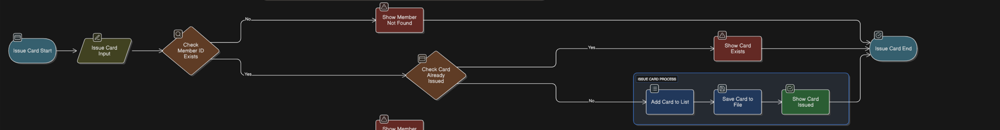 Show Member
Not Found
No
Issue Card Start
Issue Card
Input
Check
Member ID
Exists
Yes
Check Card
Already
Issued
Yes
Show Card
Exists
Issue Card End
ISSUE CARD PROCESS
No
Add Card to List
Save Card to
File
Show Card
Issued
Show Member